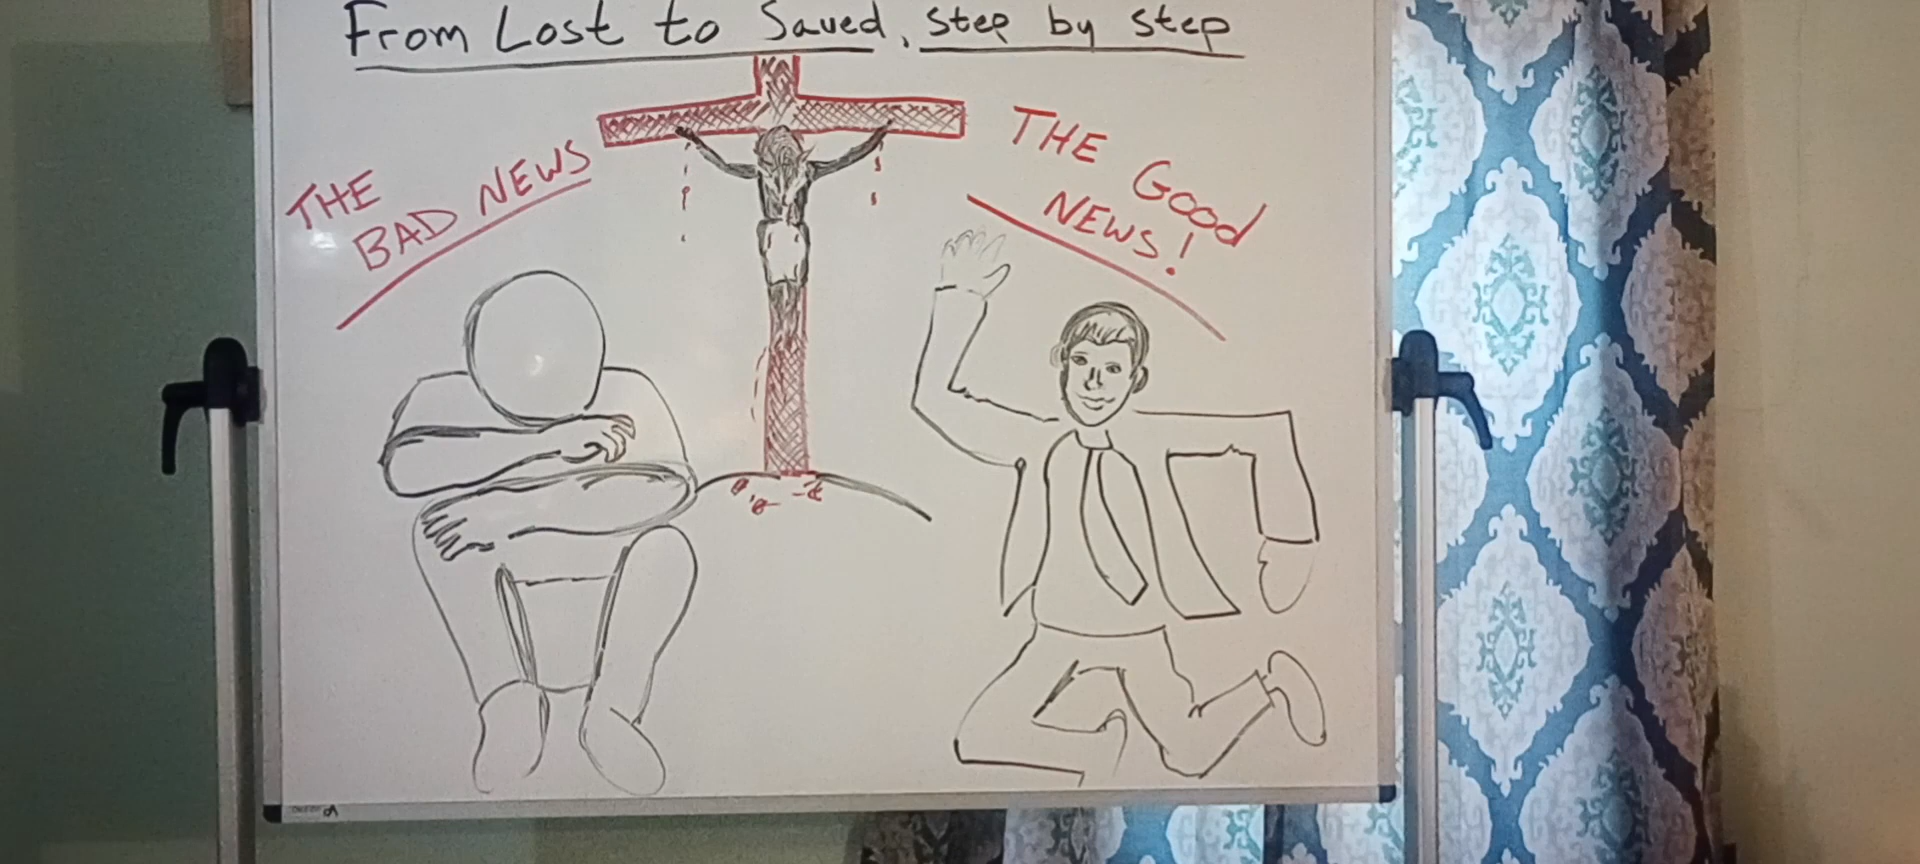 From Lost to Saved, step by step
THE
BAD NEWS
THE Good
NEWS!